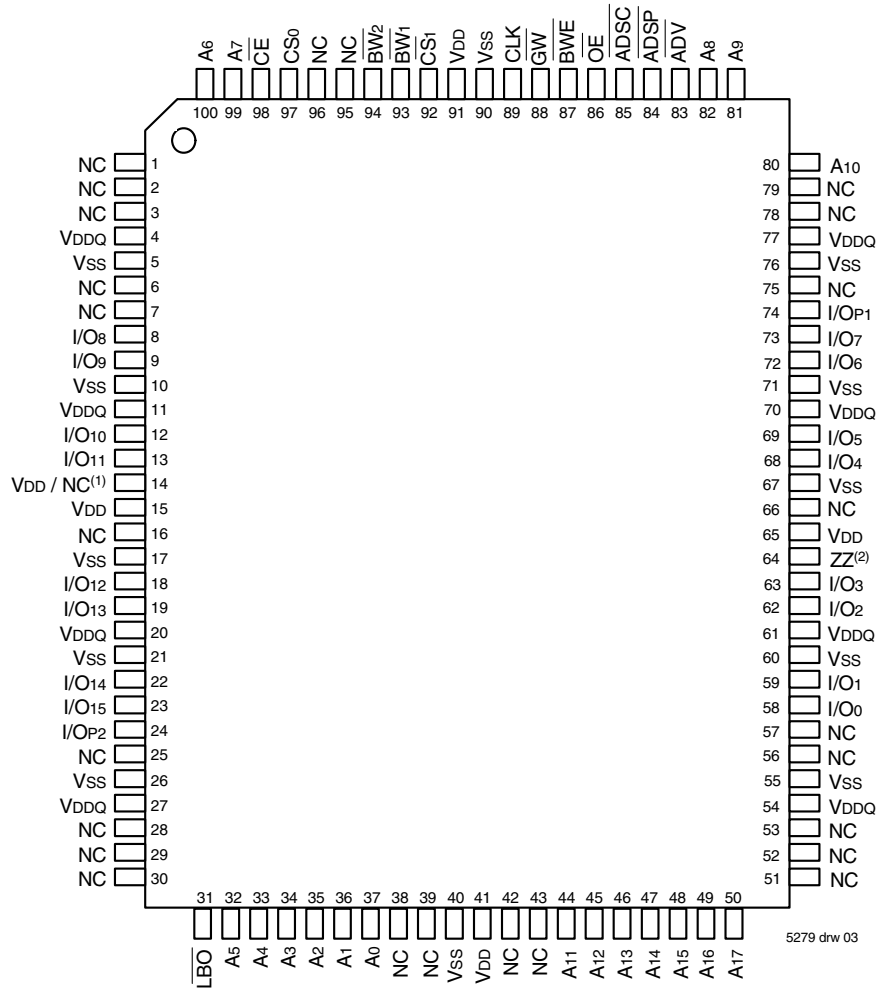 A6 A7 CE CS0 NC NC BW2 BW1 CS1 VDD VSS CLK GW BWE OE ADSC ADSP ADV A8 A9
100 99 98 97 96 95 94 93 92 91 90 89 88 87 86 85 84 83 82 81
NC 1 80 A10
NC 2 79 NC
NC 3 78 NC
VDDQ 4 77 VDDQ
VSS 5 76 VSS
NC 6 75 NC
NC 7 74 I/OP1
I/O8 8 73 I/O7
I/O9 9 72 I/O6
VSS 10 71 VSS
VDDQ 11 70 VDDQ
I/O10 12 69 I/O5
I/O11 13 68 I/O4
VDD / NC(1) 14 67 VSS
VDD 15 66 NC
NC 16 65 VDD
VSS 17 64 ZZ(2)
I/O12 18 63 I/O3
I/O13 19 62 I/O2
VDDQ 20 61 VDDQ
VSS 21 60 VSS
I/O14 22 59 I/O1
I/O15 23 58 I/O0
I/OP2 24 57 NC
NC 25 56 NC
VSS 26 55 VSS
VDDQ 27 54 VDDQ
NC 28 53 NC
NC 29 52 NC
NC 30 51 NC
31 32 33 34 35 36 37 38 39 40 41 42 43 44 45 46 47 48 49 50
LBO A5 A4 A3 A2 A1 A0 NC NC VSS VDD NC NC A11 A12 A13 A14 A15 A16 A17
5279 drw 03